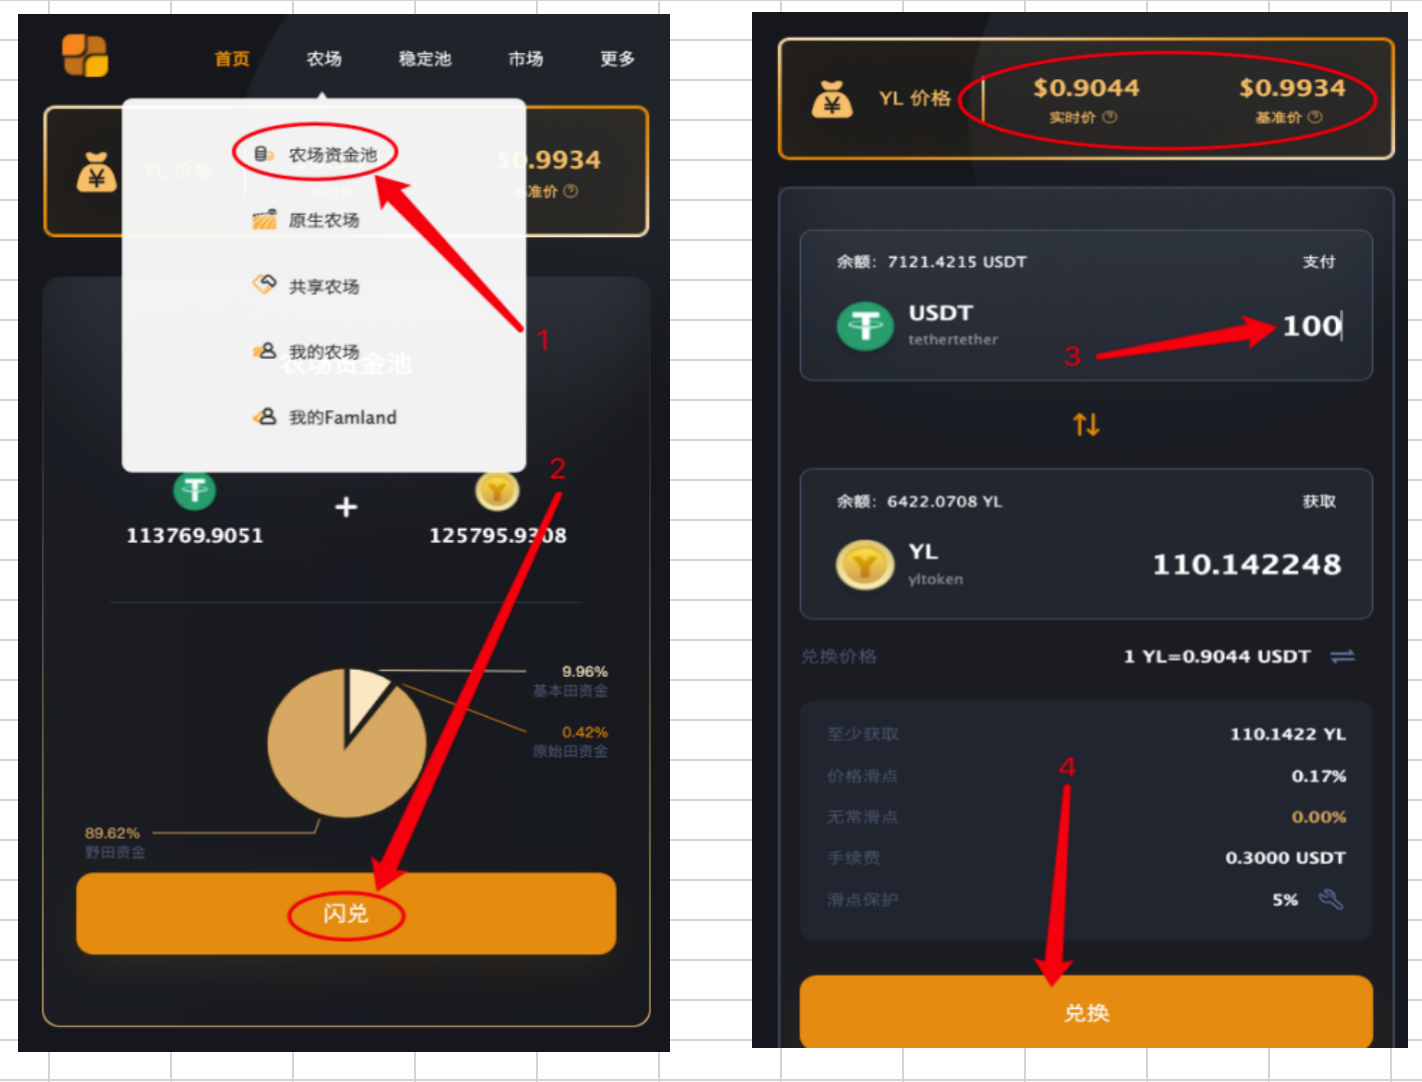 首页 农场 稳定池 市场 更多
农场资金池
YL 价格
$0.9934
基准价
原生农场
共享农场
1
我的农场
农场资金池
我的Famland
2
113769.9051 + 125795.9308
9.96%
基本田资金
0.42%
原始田资金
89.62%
野田资金
闪兑
YL 价格
$0.9044 $0.9934
实时价 ? 基准价 ?
余额: 7121.4215 USDT 支付
USDT
tethertether
100
3
余额: 6422.0708 YL 获取
YL
yltoken
110.142248
兑换价格 1 YL=0.9044 USDT
至少获取 110.1422 YL
4
价格滑点 0.17%
无常滑点 0.00%
手续费 0.3000 USDT
滑点保护 5%
兑换